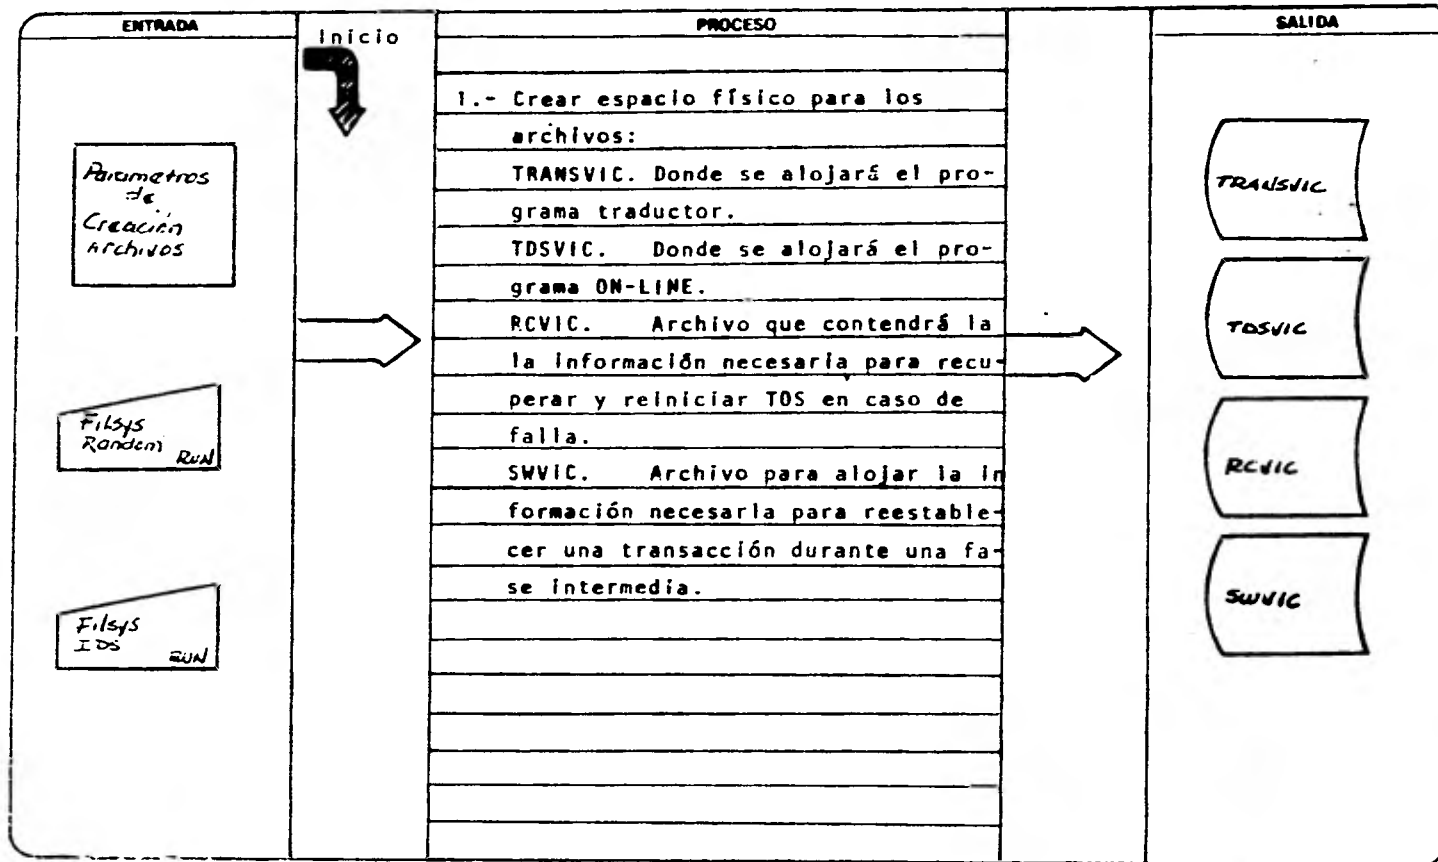 ENTRADA
PROCESO
SALIDA
Inicio
Parametros
de
Creación
Archivos
Filsys
Random
RUN
Filsys
IDS
RUN
1.- Crear espacio físico para los
archivos:
TRANSVIC. Donde se alojará el pro-
grama traductor.
TDSVIC. Donde se alojará el pro-
grama ON-LINE.
RCVIC. Archivo que contendrá la
la información necesaria para recu-
perar y reiniciar TDS en caso de
falla.
SWVIC. Archivo para alojar la in
formación necesaria para reestable-
cer una transacción durante una fa-
se intermedia.
TRANSVIC
TDSVIC
RCVIC
SWVIC